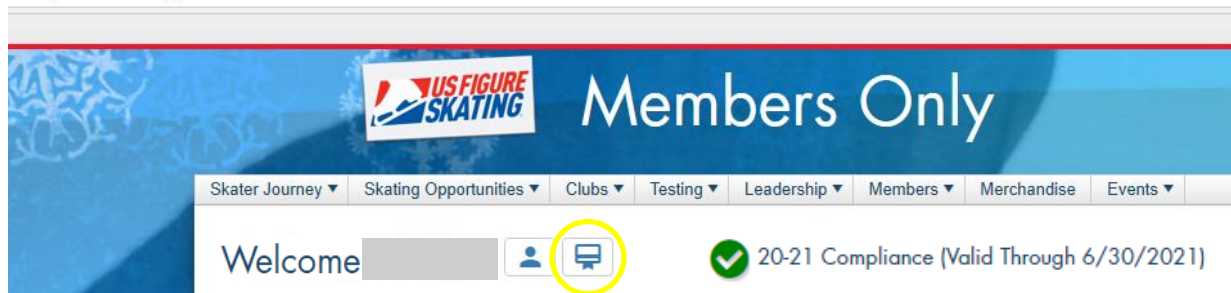 US FIGURE
SKATING
Members Only
Skater Journey ▼ Skating Opportunities ▼ Clubs ▼ Testing ▼ Leadership ▼ Members ▼ Merchandise Events ▼
Welcome
20-21 Compliance (Valid Through 6/30/2021)